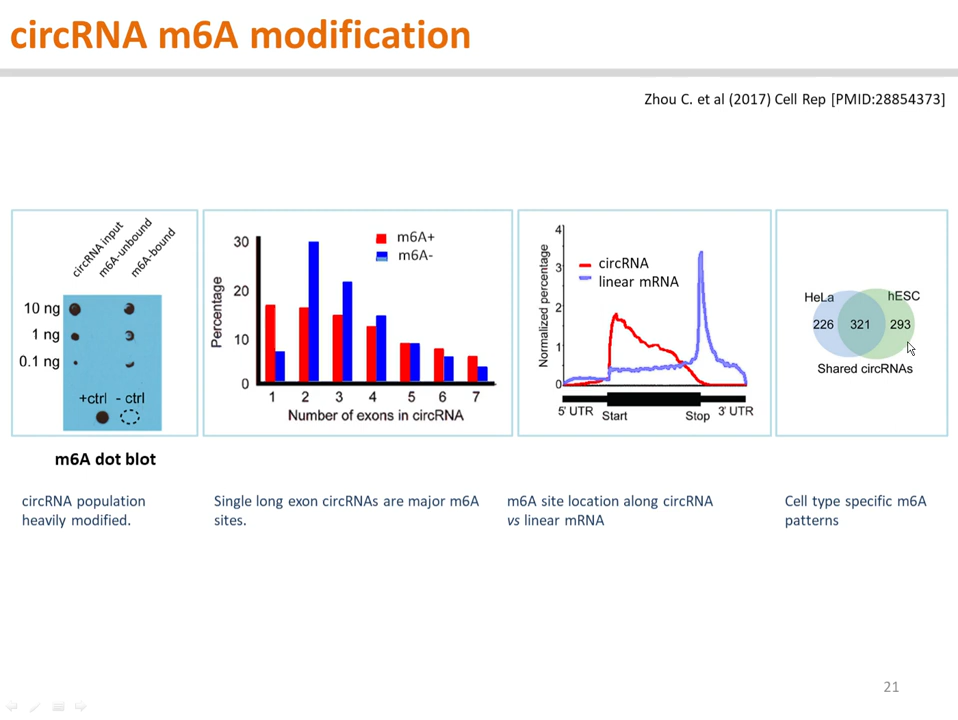 circRNA m6A modification
Zhou C. et al (2017) Cell Rep [PMID:28854373]
circRNA input
m6A-unbound
m6A-bound
10 ng
1 ng
0.1 ng
+ctrl - ctrl
m6A dot blot
circRNA population
heavily modified.
m6A+
m6A-
Percentage
30
20
10
0
1 2 3 4 5 6 7
Number of exons in circRNA
Single long exon circRNAs are major m6A
sites.
circRNA
linear mRNA
Normalized percentage
4
3
2
1
0
5' UTR Start Stop 3' UTR
m6A site location along circRNA
vs linear mRNA
HeLa hESC
226 321 293
Shared circRNAs
Cell type specific m6A
patterns
21